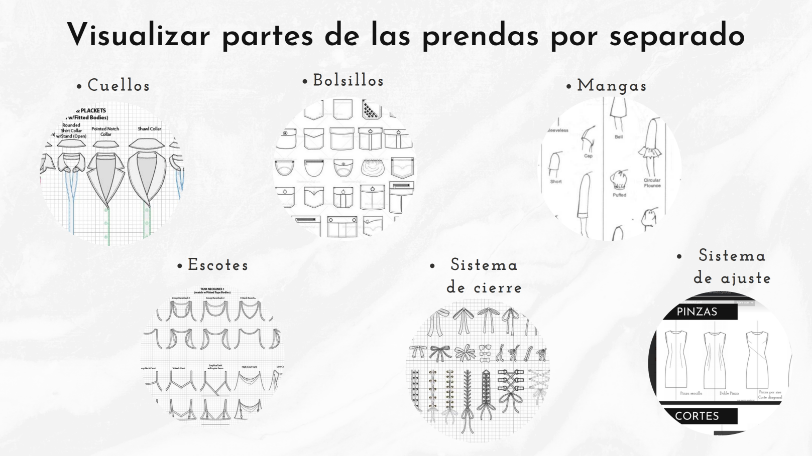 Visualizar partes de las prendas por separado
• Cuellos
• Bolsillos
• Mangas
PLACKETS
w/Fitted Bodies)
Rounded
Shirt Collar
w/Stand (Open)
Pointed Notch
Collar
Shawl Collar
Sleeveless
Cap
Bell
Short
Puffed
Circular
Flounce
• Escotes
• Sistema
de cierre
• Sistema
de ajuste
PINZAS
CORTES